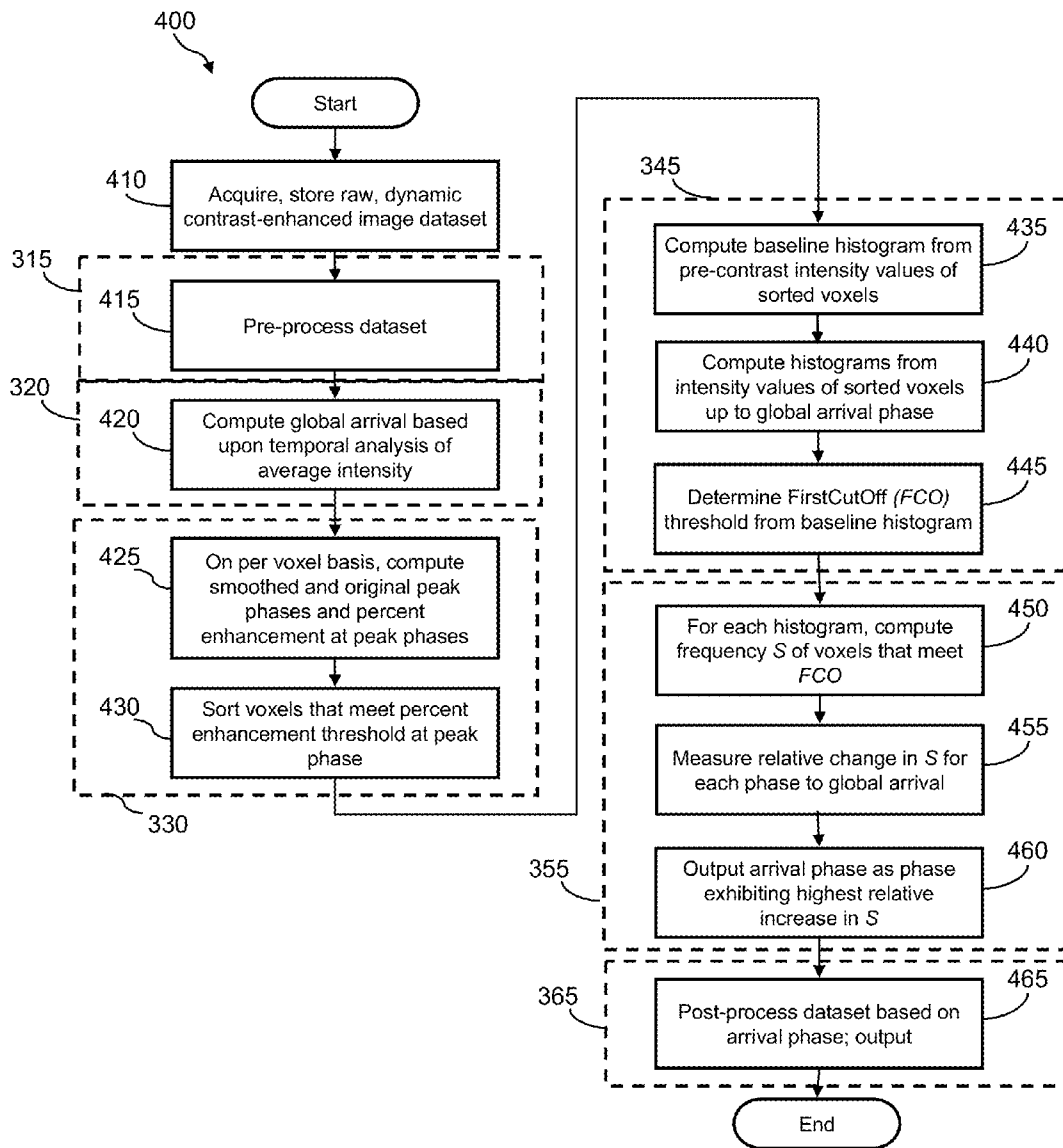 400
Start
410
Acquire, store raw, dynamic
contrast-enhanced image dataset
315
415
Pre-process dataset
320
420
Compute global arrival based
upon temporal analysis of
average intensity
425
On per voxel basis, compute
smoothed and original peak
phases and percent
enhancement at peak phases
430
Sort voxels that meet percent
enhancement threshold at peak
phase
330
345
435
Compute baseline histogram from
pre-contrast intensity values of
sorted voxels
440
Compute histograms from
intensity values of sorted voxels
up to global arrival phase
445
Determine FirstCutOff (FCO)
threshold from baseline histogram
450
For each histogram, compute
frequency S of voxels that meet
FCO
455
Measure relative change in S for
each phase to global arrival
460
355
Output arrival phase as phase
exhibiting highest relative
increase in S
365
465
Post-process dataset based on
arrival phase; output
End